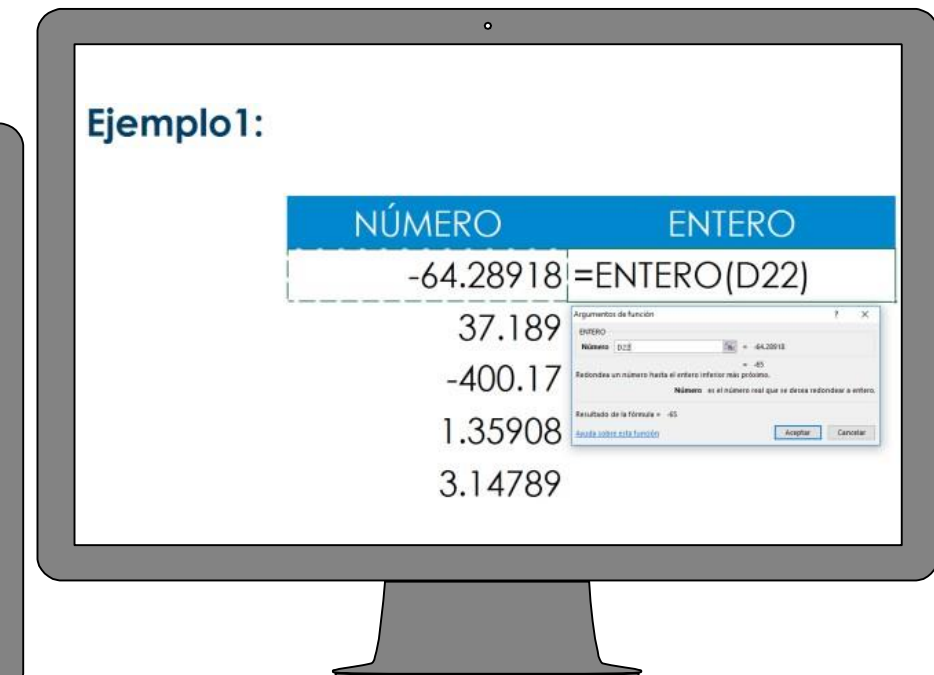 Ejemplo1:
NÚMERO ENTERO
-64.28918 =ENTERO(D22)
37.189
-400.17
1.35908
3.14789
Argumentos de función ? X
ENTERO
Número D22 = -64.28918
= -65
Redondea un número hasta el entero inferior más próximo.
Número es el número real que se desea redondear a entero.
Resultado de la fórmula = -65
Ayuda sobre esta función Aceptar Cancelar